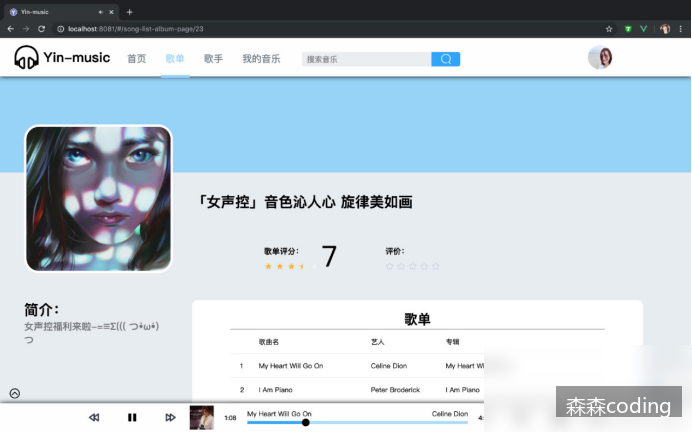 Yin-music
localhost:8081/#/song-list-album-page/23
Yin-music 首页 歌单 歌手 我的音乐 搜索音乐
「女声控」音色沁人心 旋律美如画
歌单评分: 7 评价:
简介:
女声控福利来啦-=≡Σ((( つ•̀ω•́)つ
歌单
歌曲名 艺人 专辑
1 My Heart Will Go On Celine Dion My Heart W
2 I Am Piano Peter Broderick I Am Piano
1:08 My Heart Will Go On Celine Dion 4:
森森coding